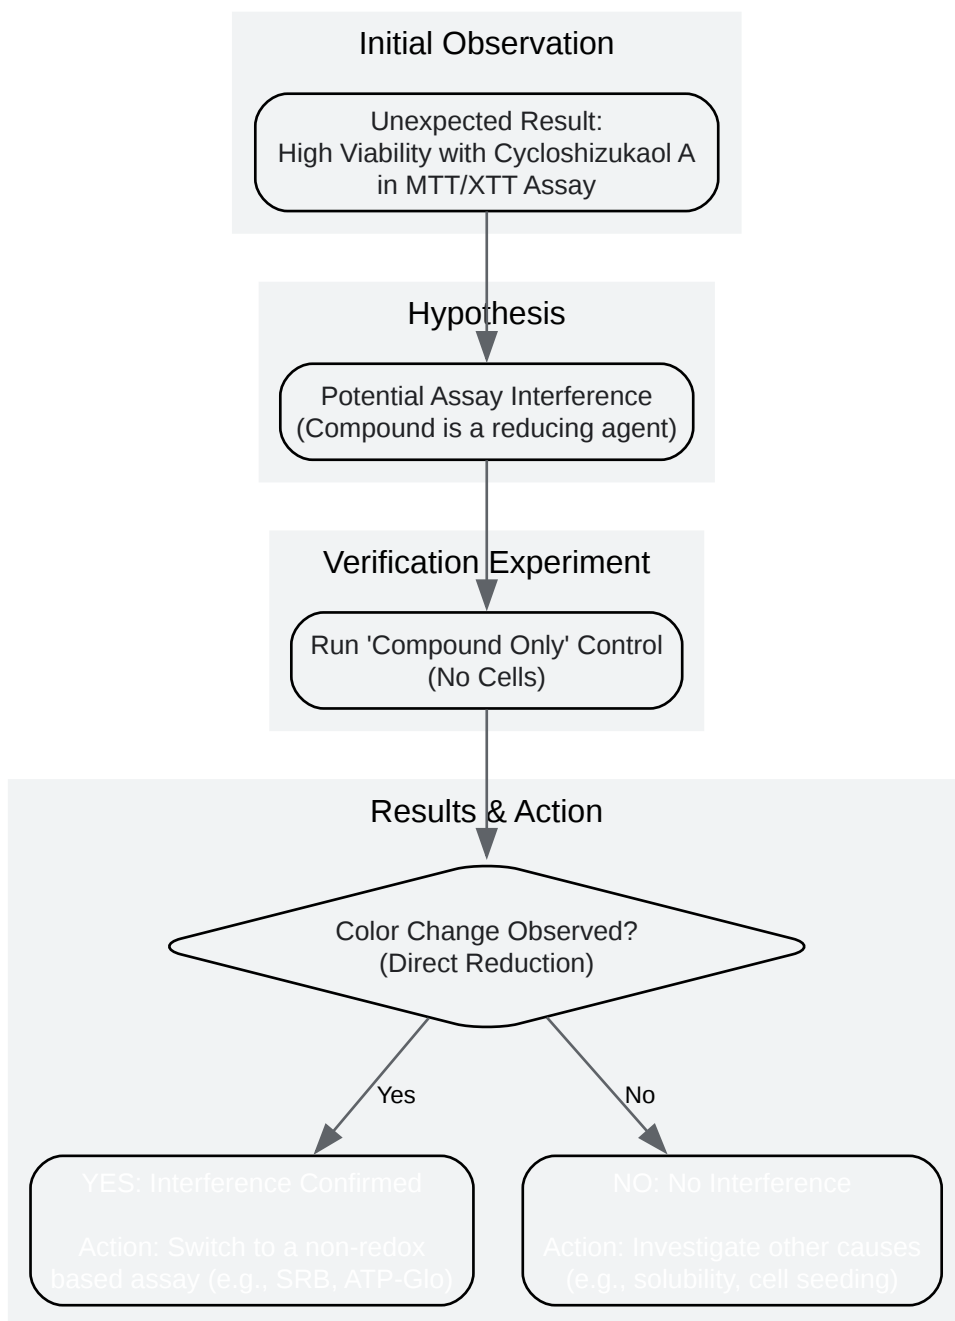 Initial Observation
Unexpected Result:
High Viability with Cycloshizukaol A
in MTT/XTT Assay
Hypothesis
Potential Assay Interference
(Compound is a reducing agent)
Verification Experiment
Run 'Compound Only' Control
(No Cells)
Results & Action
Color Change Observed?
(Direct Reduction)
Yes
No
YES: Interference Confirmed
Action: Switch to a non-redox
based assay (e.g., SRB, ATP-Glo)
NO: No Interference
Action: Investigate other causes
(e.g., solubility, cell seeding)